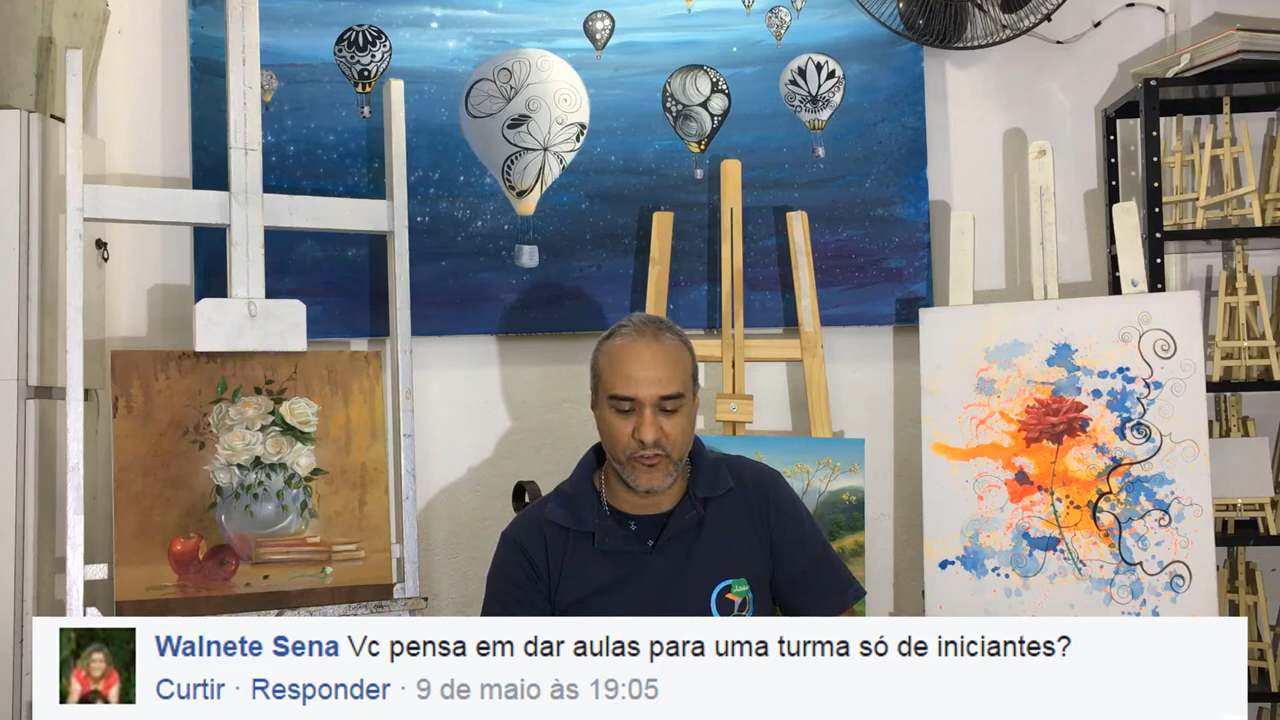 Walnete Sena Vc pensa em dar aulas para uma turma só de iniciantes?
Curtir · Responder · 9 de maio às 19:05